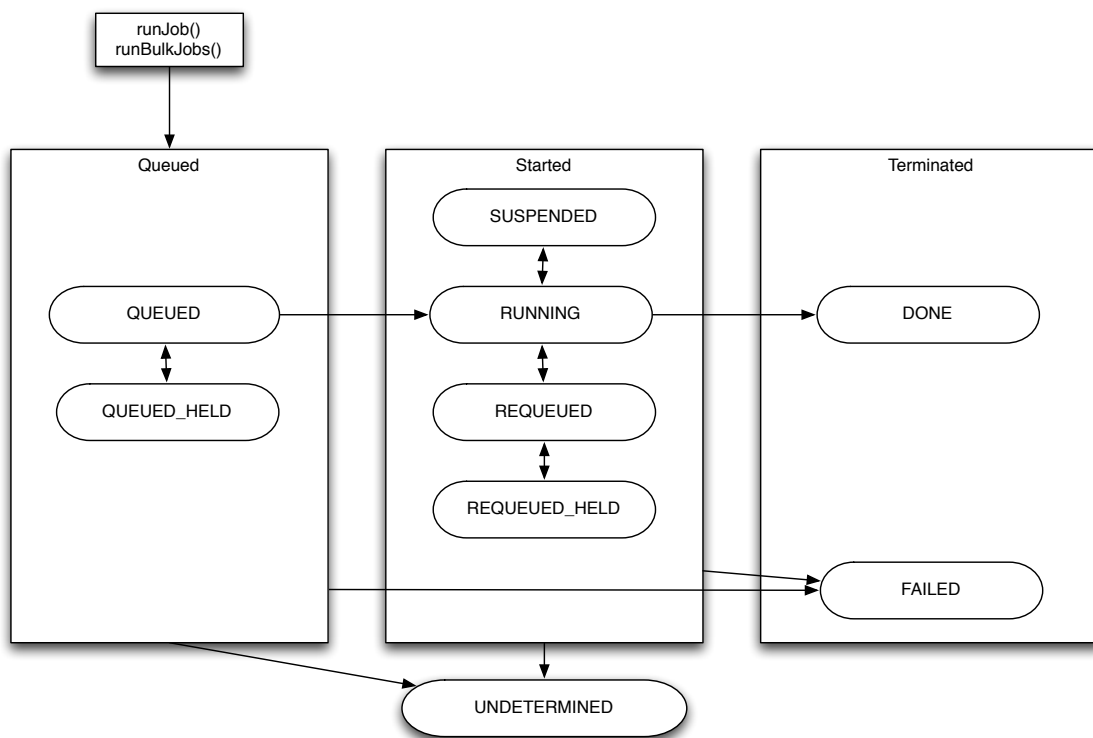 runJob()
runBulkJobs()
Queued
Started
Terminated
SUSPENDED
QUEUED
RUNNING
DONE
QUEUED_HELD
REQUEUED
REQUEUED_HELD
FAILED
UNDETERMINED